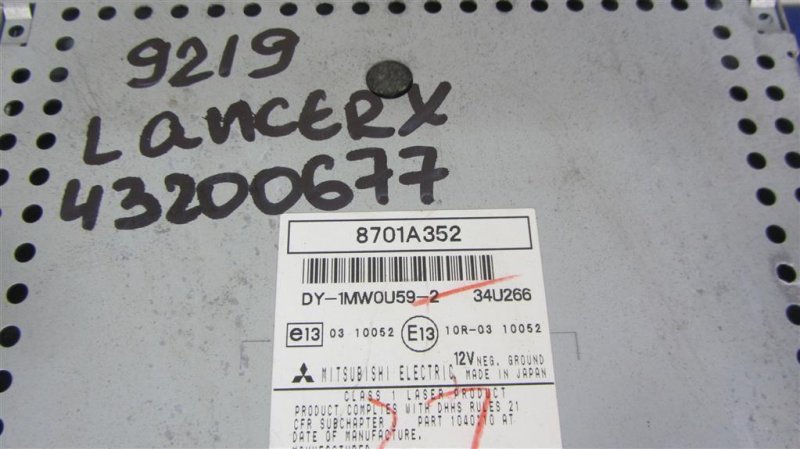 9219
LANCER X
43200677
8701A352
DY-1MW0U59-2 34U266
e13 03 10052 E13 10R-03 10052
12V NEG. GROUND
MITSUBISHI ELECTRIC MADE IN JAPAN
CLASS 1 LASER PRODUCT
PRODUCT COMPLIES WITH DHHS RULES 21
CFR SUBCHAPTER PART 1040.10 AT
DATE OF MANUFACTURE.
MANUFACTURED